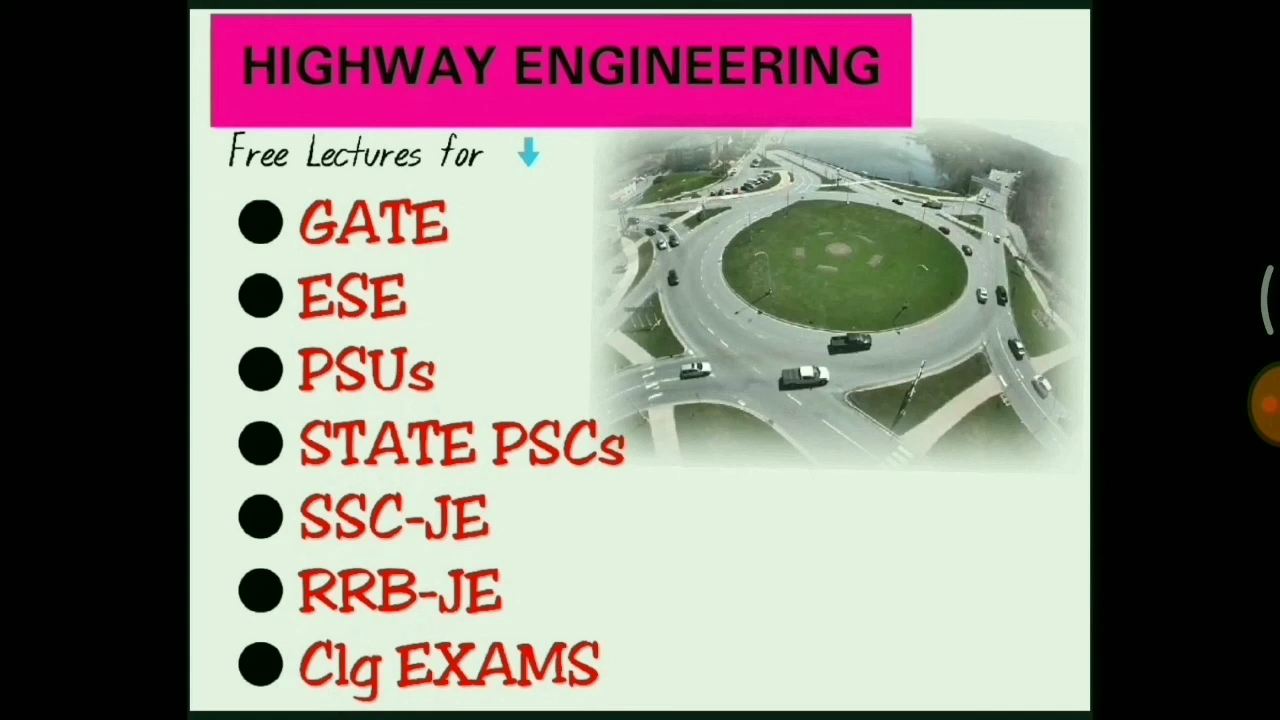 HIGHWAY ENGINEERING
Free Lectures for
GATE
ESE
PSUs
STATE PSCs
SSC-JE
RRB-JE
Clg EXAMS